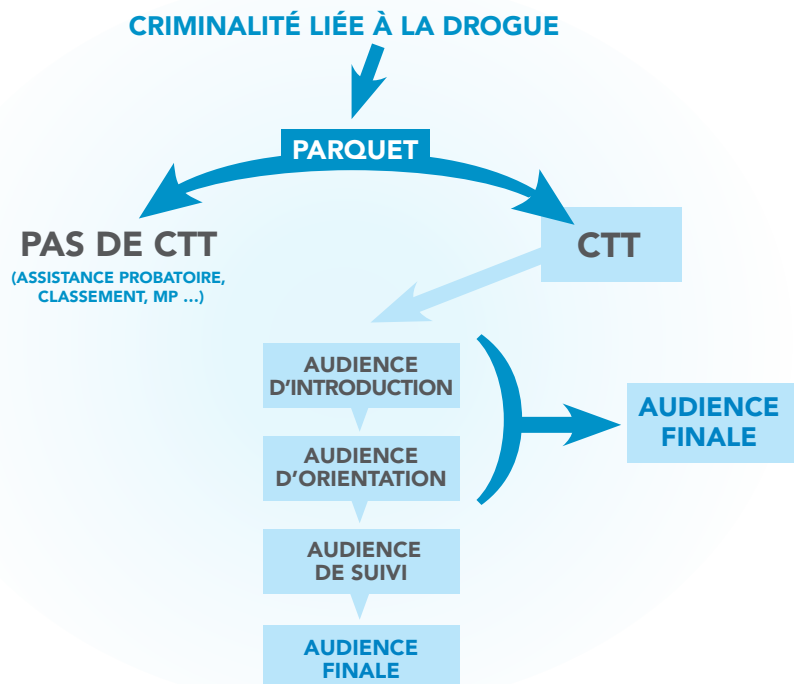 CRIMINALITÉ LIÉE À LA DROGUE
PARQUET
PAS DE CTT
(ASSISTANCE PROBATOIRE,
CLASSEMENT, MP ...)
CTT
AUDIENCE
D'INTRODUCTION
AUDIENCE
D'ORIENTATION
AUDIENCE
DE SUIVI
AUDIENCE
FINALE
AUDIENCE
FINALE